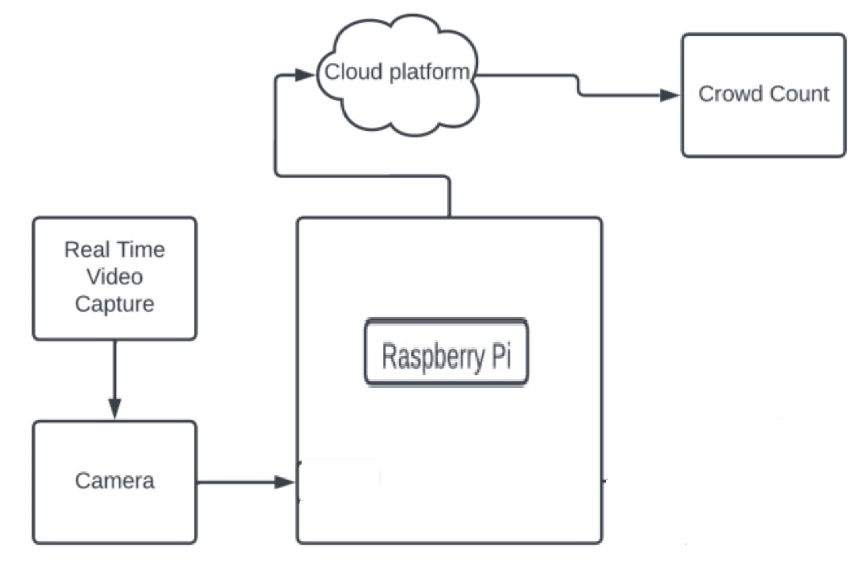 Cloud platform
Crowd Count
Real Time
Video
Capture
Raspberry Pi
Camera